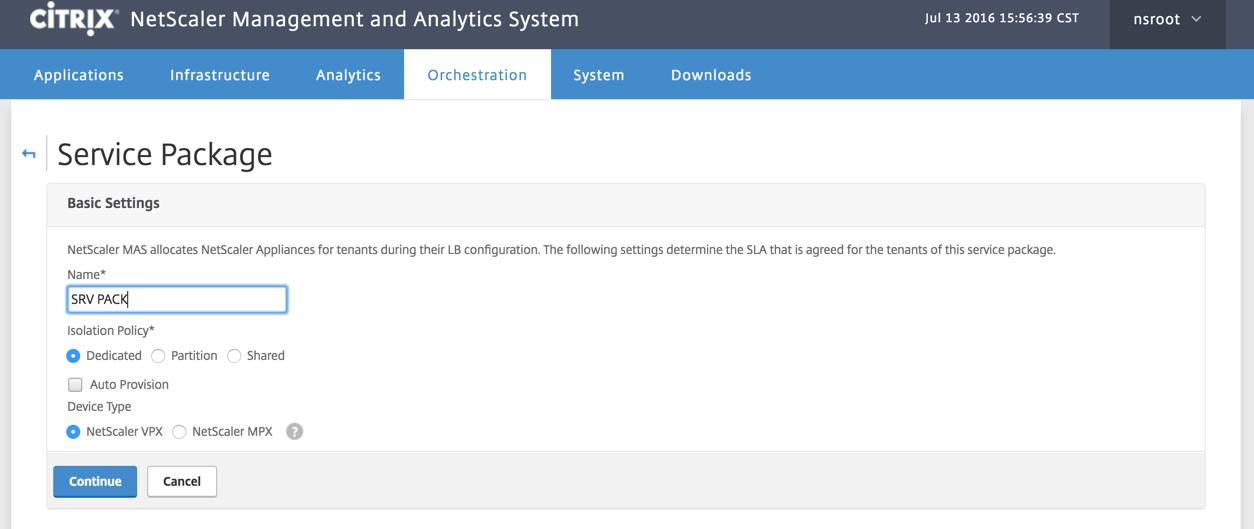 CITRIX® NetScaler Management and Analytics System Jul 13 2016 15:56:39 CST nsroot
Applications Infrastructure Analytics Orchestration System Downloads
Service Package
Basic Settings
NetScaler MAS allocates NetScaler Appliances for tenants during their LB configuration. The following settings determine the SLA that is agreed for the tenants of this service package.
Name*
SRV PACK
Isolation Policy*
Dedicated Partition Shared
Auto Provision
Device Type
NetScaler VPX NetScaler MPX ?
Continue Cancel